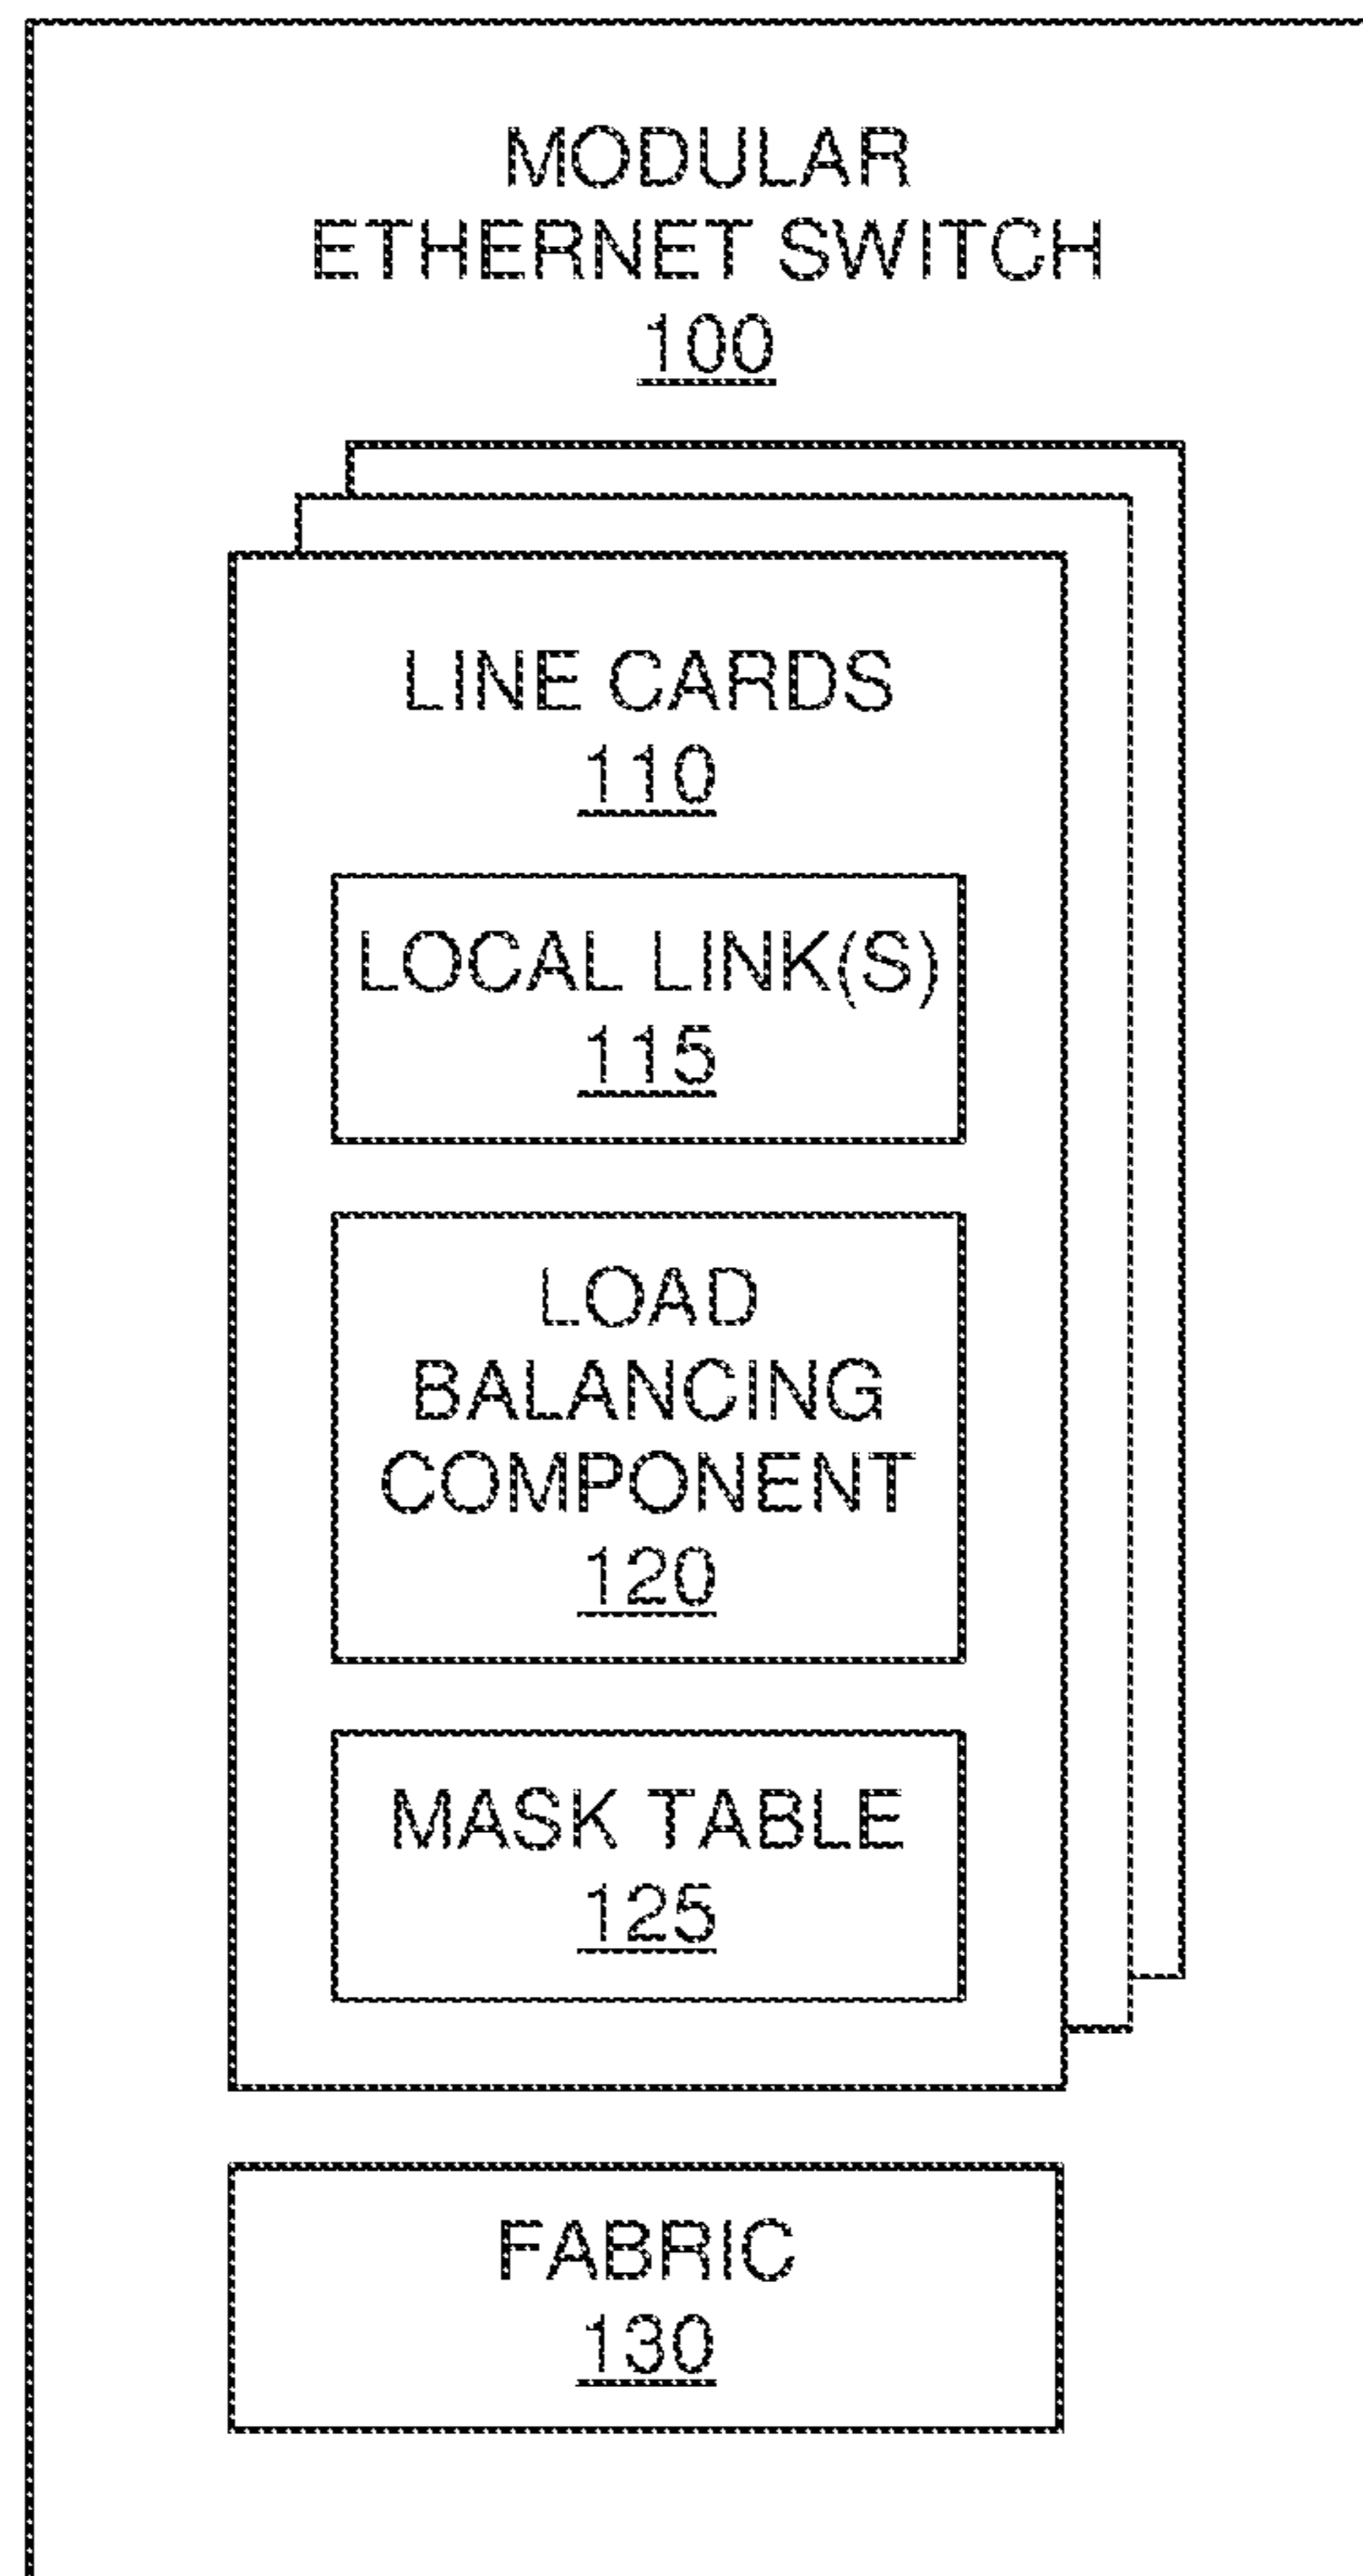 MODULAR
ETHERNET SWITCH
100
LINE CARDS
110
LOCAL LINK(S)
115
LOAD
BALANCING
COMPONENT
120
MASK TABLE
125
FABRIC
130